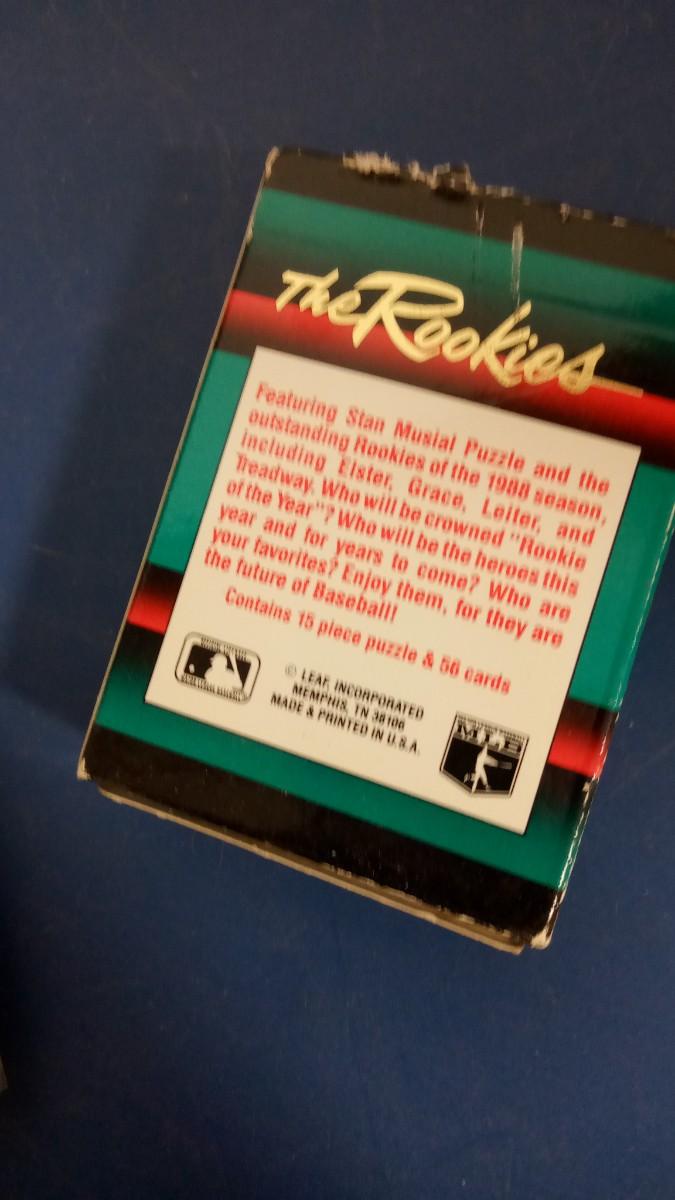 The Rookies
Featuring Stan Musial Puzzle and the
outstanding Rookies of the 1988 season,
including Elster, Grace, Leiter, and
Treadway. Who will be crowned "Rookie
of the Year"? Who will be the heroes this
year and for years to come? Who are
your favorites? Enjoy them, for they are
the future of Baseball!
Contains 15 piece puzzle & 56 cards
© LEAF, INCORPORATED
MEMPHIS, TN 38106
MADE & PRINTED IN U.S.A.